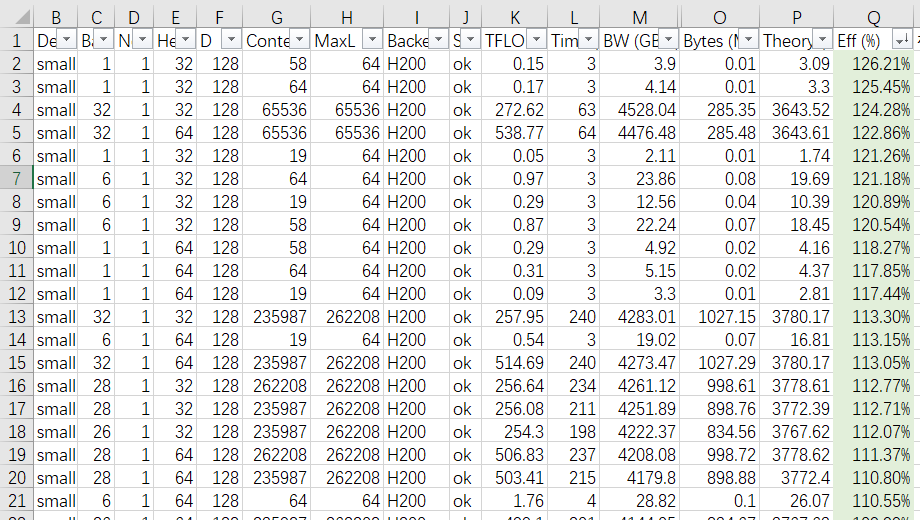 B C D E F G H I J K L M O P Q
1 De Ba N He D Conte MaxL Backe S TFLO Tim BW (GB Bytes (M Theory Eff (%)
2 small 1 1 32 128 58 64 H200 ok 0.15 3 3.9 0.01 3.09 126.21%
3 small 1 1 32 128 64 64 H200 ok 0.17 3 4.14 0.01 3.3 125.45%
4 small 32 1 32 128 65536 65536 H200 ok 272.62 63 4528.04 285.35 3643.52 124.28%
5 small 32 1 64 128 65536 65536 H200 ok 538.77 64 4476.48 285.48 3643.61 122.86%
6 small 1 1 32 128 19 64 H200 ok 0.05 3 2.11 0.01 1.74 121.26%
7 small 6 1 32 128 64 64 H200 ok 0.97 3 23.86 0.08 19.69 121.18%
8 small 6 1 32 128 19 64 H200 ok 0.29 3 12.56 0.04 10.39 120.89%
9 small 6 1 32 128 58 64 H200 ok 0.87 3 22.24 0.07 18.45 120.54%
10 small 1 1 64 128 58 64 H200 ok 0.29 3 4.92 0.02 4.16 118.27%
11 small 1 1 64 128 64 64 H200 ok 0.31 3 5.15 0.02 4.37 117.85%
12 small 1 1 64 128 19 64 H200 ok 0.09 3 3.3 0.01 2.81 117.44%
13 small 32 1 32 128 235987 262208 H200 ok 257.95 240 4283.01 1027.15 3780.17 113.30%
14 small 6 1 64 128 19 64 H200 ok 0.54 3 19.02 0.07 16.81 113.15%
15 small 32 1 64 128 235987 262208 H200 ok 514.69 240 4273.47 1027.29 3780.17 113.05%
16 small 28 1 32 128 262208 262208 H200 ok 256.64 234 4261.12 998.61 3778.61 112.77%
17 small 28 1 32 128 235987 262208 H200 ok 256.08 211 4251.89 898.76 3772.39 112.71%
18 small 26 1 32 128 235987 262208 H200 ok 254.3 198 4222.37 834.56 3767.62 112.07%
19 small 28 1 64 128 262208 262208 H200 ok 506.83 237 4208.08 998.72 3778.62 111.37%
20 small 28 1 64 128 235987 262208 H200 ok 503.41 215 4179.8 898.88 3772.4 110.80%
21 small 6 1 64 128 64 64 H200 ok 1.76 4 28.82 0.1 26.07 110.55%